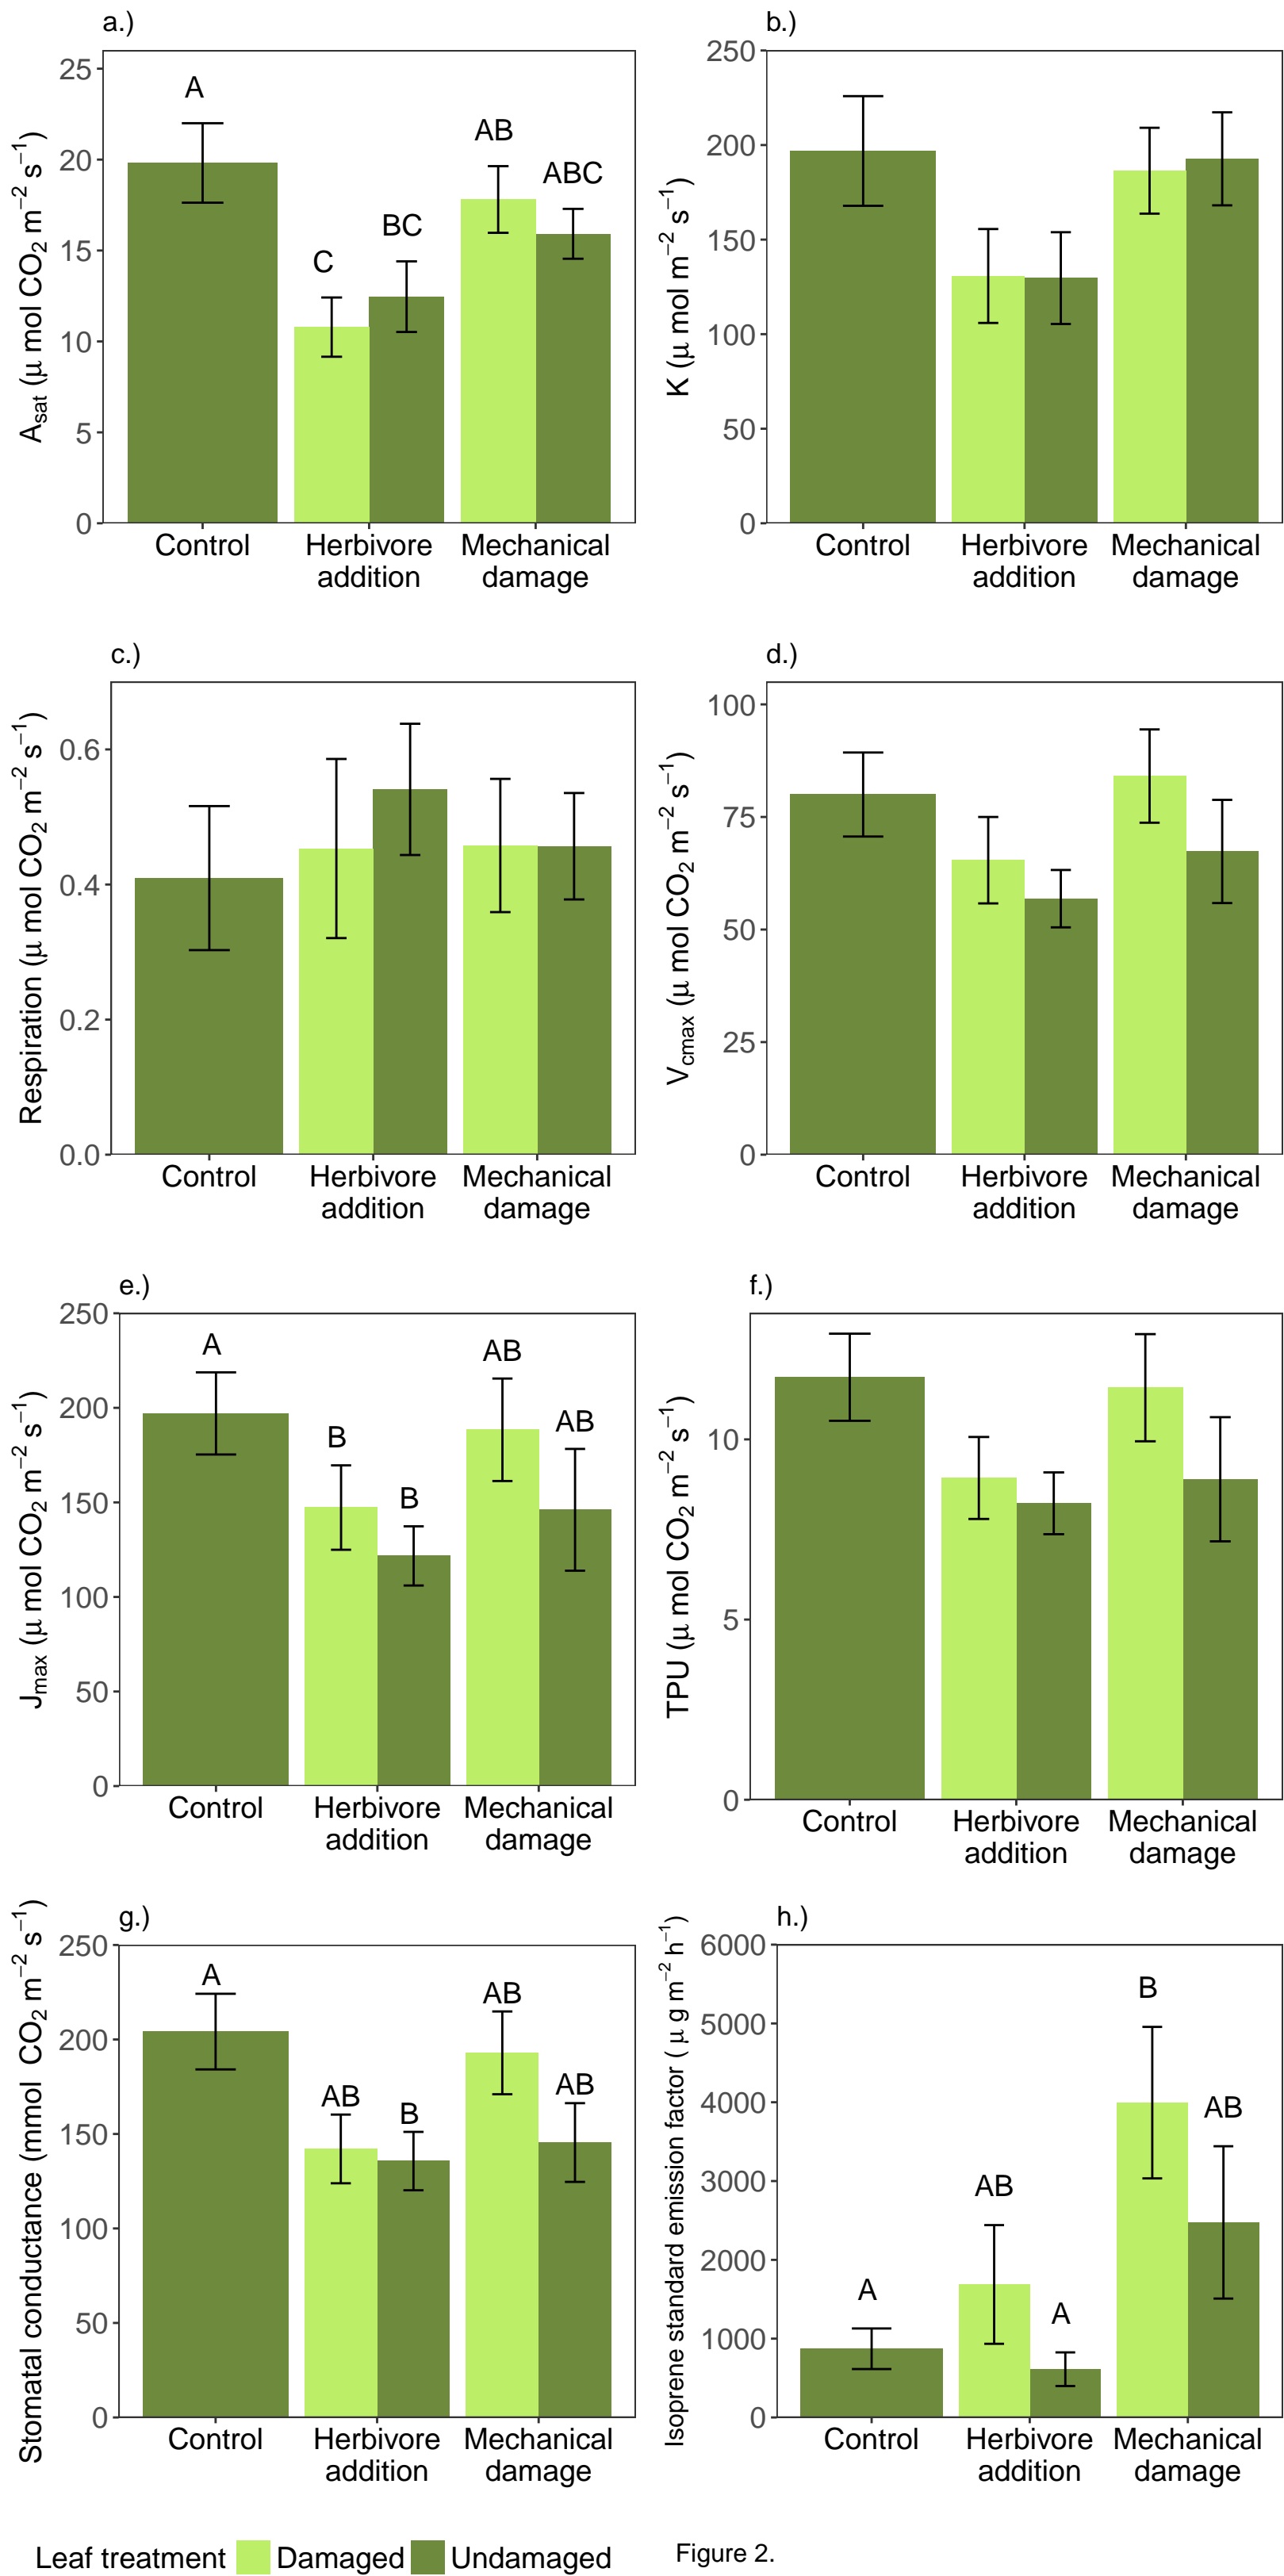 a.)
A_sat (μ mol CO₂ m⁻² s⁻¹)
25
20
15
10
5
0
A
C
BC
AB
ABC
Control
Herbivore
addition
Mechanical
damage
b.)
K (μ mol m⁻² s⁻¹)
250
200
150
100
50
0
Control
Herbivore
addition
Mechanical
damage
c.)
Respiration (μ mol CO₂ m⁻² s⁻¹)
0.6
0.4
0.2
0.0
Control
Herbivore
addition
Mechanical
damage
d.)
V_cmax (μ mol CO₂ m⁻² s⁻¹)
100
75
50
25
0
Control
Herbivore
addition
Mechanical
damage
e.)
J_max (μ mol CO₂ m⁻² s⁻¹)
250
200
150
100
50
0
A
B
B
AB
AB
Control
Herbivore
addition
Mechanical
damage
f.)
TPU (μ mol CO₂ m⁻² s⁻¹)
10
5
0
Control
Herbivore
addition
Mechanical
damage
g.)
Stomatal conductance (mmol CO₂ m⁻² s⁻¹)
250
200
150
100
50
0
A
AB
B
AB
AB
Control
Herbivore
addition
Mechanical
damage
h.)
Isoprene standard emission factor ( μ g m⁻² h⁻¹)
6000
5000
4000
3000
2000
1000
0
A
AB
A
B
AB
Control
Herbivore
addition
Mechanical
damage
Leaf treatment Damaged Undamaged
Figure 2.